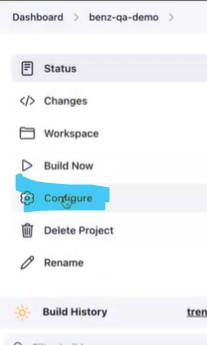 Dashboard > benz-qa-demo >
Status
</> Changes
Workspace
Build Now
Configure
Delete Project
Rename
Build History